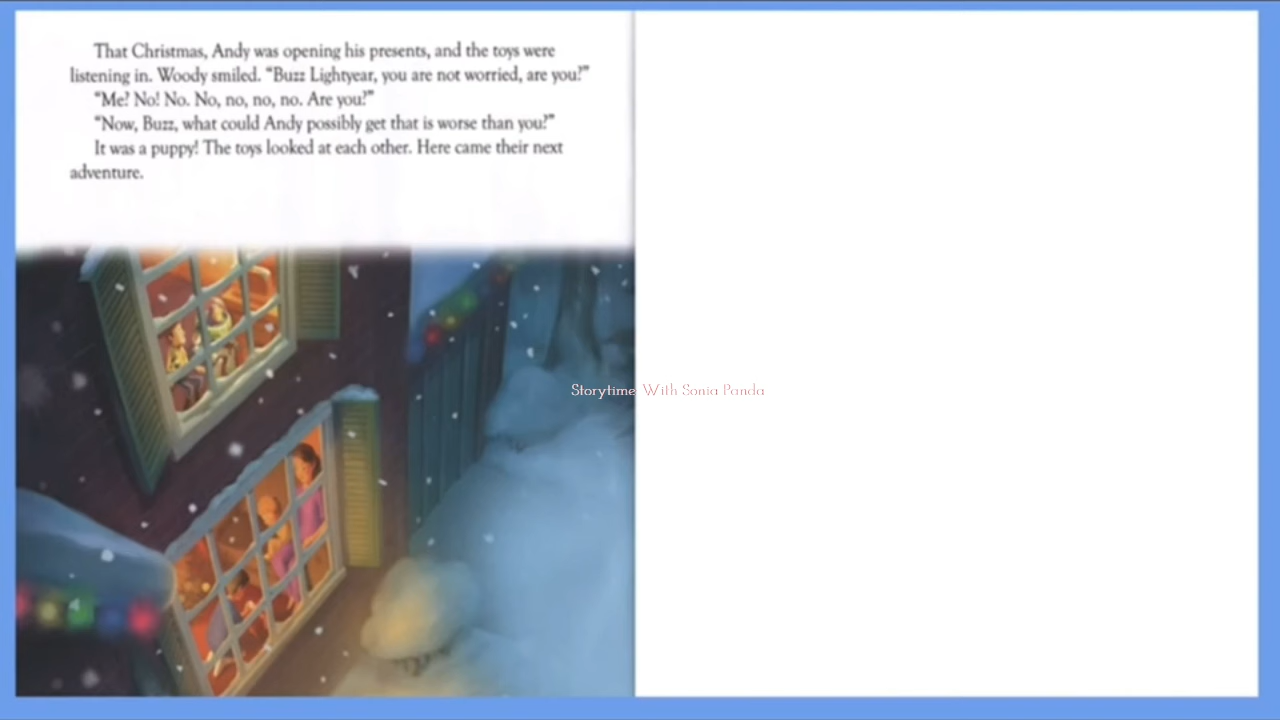 That Christmas, Andy was opening his presents, and the toys were
listening in. Woody smiled. “Buzz Lightyear, you are not worried, are you?”
“Me? No! No. No, no, no, no. Are you?”
“Now, Buzz, what could Andy possibly get that is worse than you?”
It was a puppy! The toys looked at each other. Here came their next
adventure.
Storytime With Sonia Panda